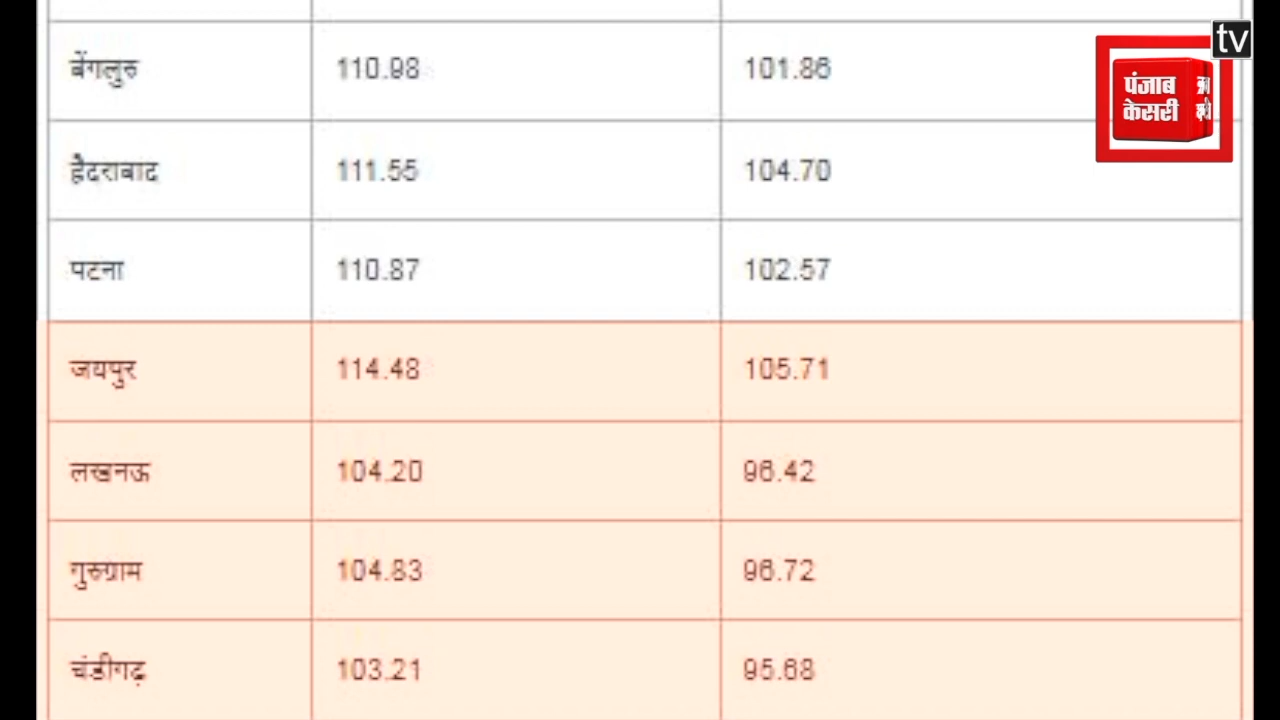 tv
पंजाब
केसरी
बेंगलुरु 110.98 101.86
हैदराबाद 111.55 104.70
पटना 110.87 102.57
जयपुर 114.48 105.71
लखनऊ 104.20 96.42
गुरुग्राम 104.83 96.72
चंडीगढ़ 103.21 95.68